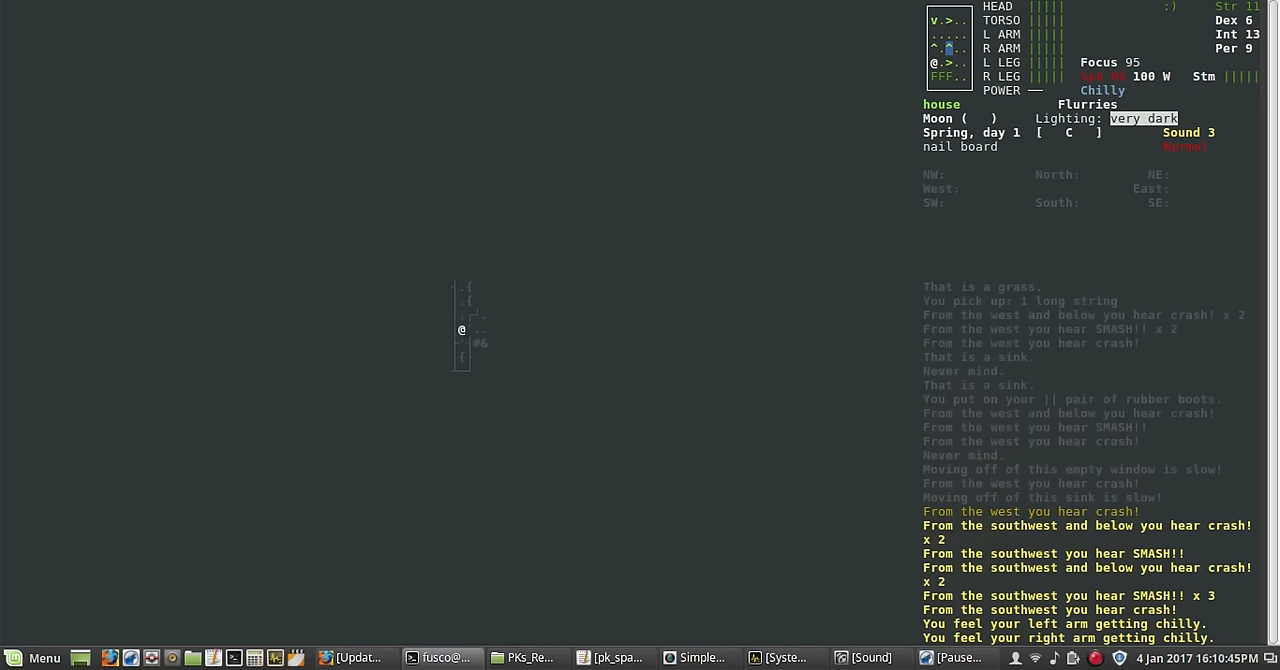 HEAD ||||| :) Str 11
v.>.. TORSO ||||| Dex 6
..... L ARM ||||| Int 13
^.^.. R ARM ||||| Per 9
@.>.. L LEG ||||| Focus 95
FFF.. R LEG ||||| 100 W Stm |||||
POWER — Chilly
house Flurries
Moon ( ) Lighting: very dark
Spring, day 1 [ C ] Sound 3
nail board Normal
NW: North: NE:
West: East:
SW: South: SE:
That is a grass.
You pick up: 1 long string
From the west and below you hear crash! x 2
From the west you hear SMASH!! x 2
From the west you hear crash!
That is a sink.
Never mind.
That is a sink.
You put on your || pair of rubber boots.
From the west and below you hear crash!
From the west you hear SMASH!!
From the west you hear crash!
Never mind.
Moving off of this empty window is slow!
From the west you hear crash!
Moving off of this sink is slow!
From the west you hear crash!
From the southwest and below you hear crash!
x 2
From the southwest you hear SMASH!!
From the southwest and below you hear crash!
x 2
From the southwest you hear SMASH!! x 3
From the southwest you hear crash!
You feel your left arm getting chilly.
You feel your right arm getting chilly.
.{
.{
@ ..
#&
{
Menu [Updat... fusco@... PKs_Re... [pk_spa... Simple... [Syste... [Sound] [Pause... 4 Jan 2017 16:10:45PM